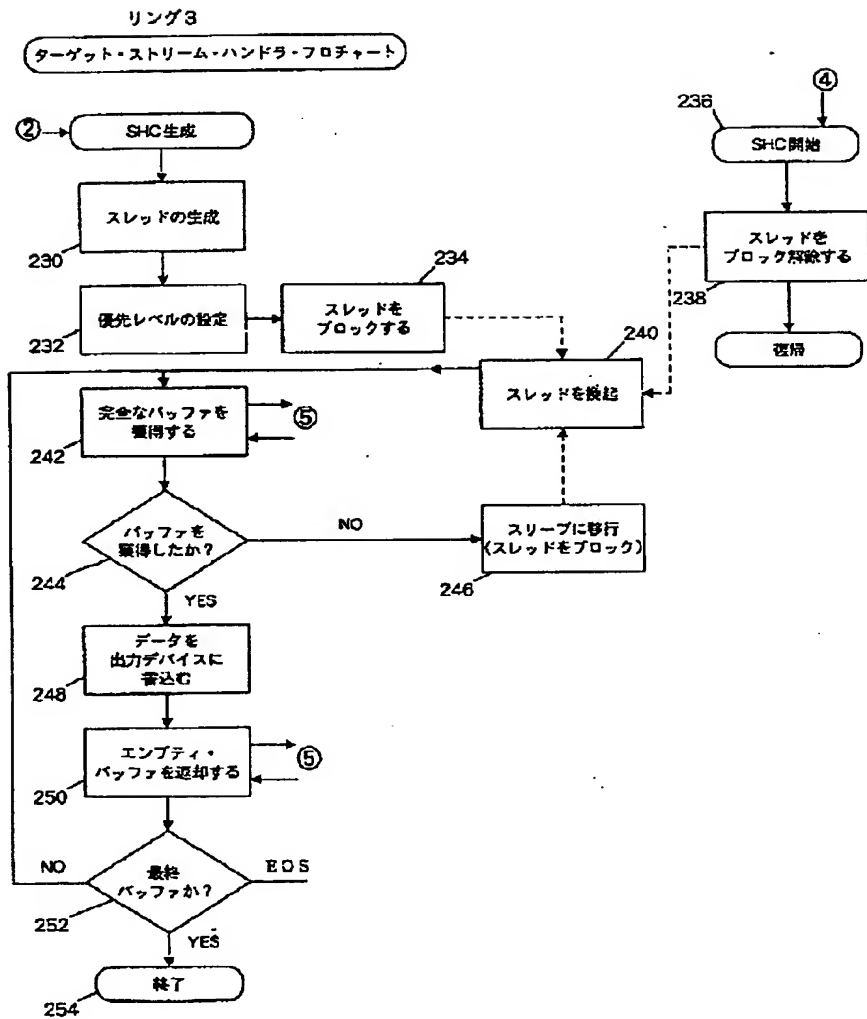 リング3
ターゲット・ストリーム・ハンドラ・フロチャート
② SHC生成
スレッドの生成
230
優先レベルの設定
232
スレッドを
ブロックする
234
④
236
SHC開始
スレッドを
ブロック解除する
238
復帰
240
スレッドを喚起
完全なバッファを
獲得する
242
⑤
バッファを
獲得したか?
244
NO
YES
スリーブに移行
(スレッドをブロック)
246
データを
出力デバイスに
書込む
248
エンプティ・
バッファを返却する
250
⑤
最終
バッファか?
252
NO
EOS
YES
終了
254